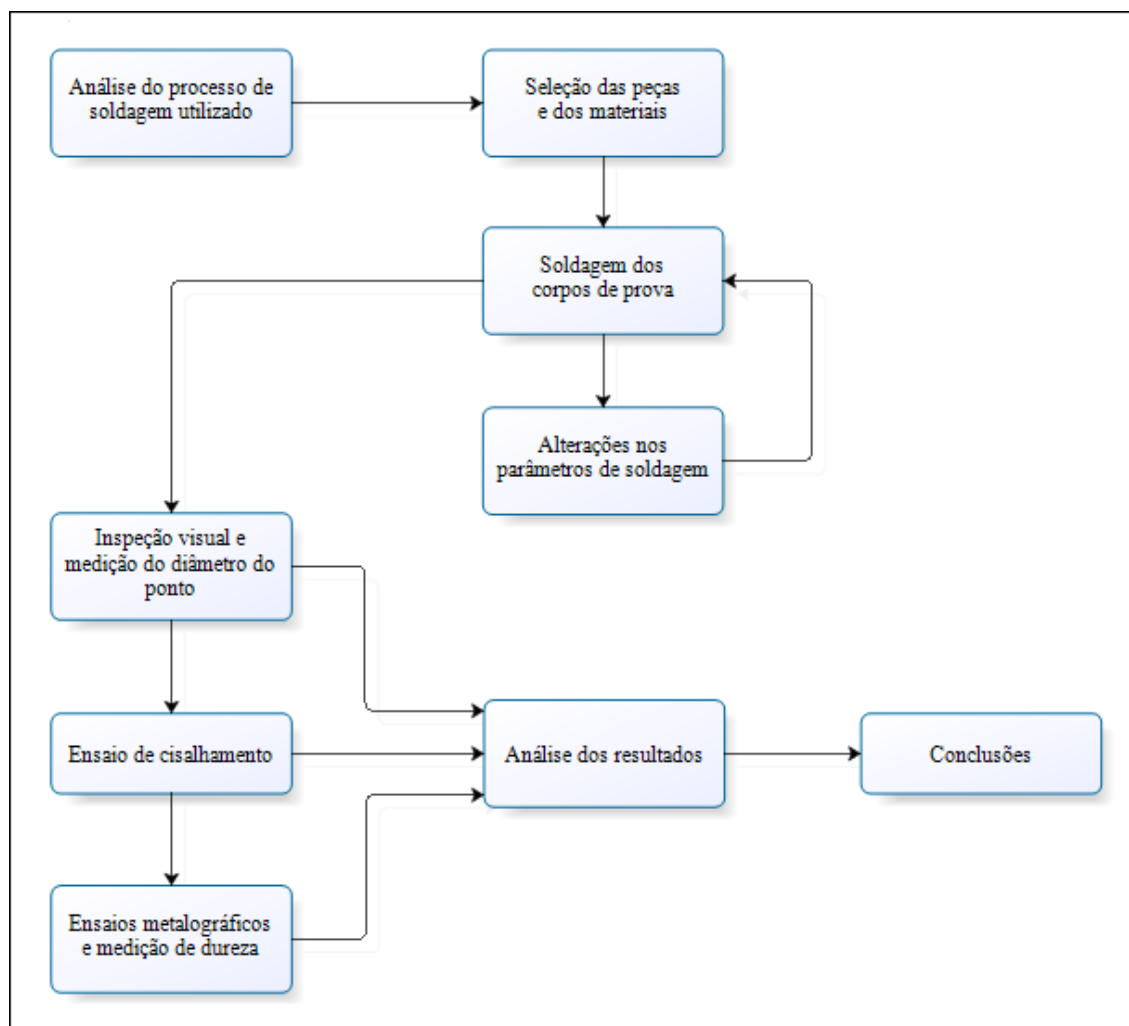 Análise do processo de
soldagem utilizado
Seleção das peças
e dos materiais
Soldagem dos
corpos de prova
Alterações nos
parâmetros de soldagem
Inspeção visual e
medição do diâmetro do
ponto
Ensaio de cisalhamento
Análise dos resultados
Conclusões
Ensaios metalográficos
e medição de dureza